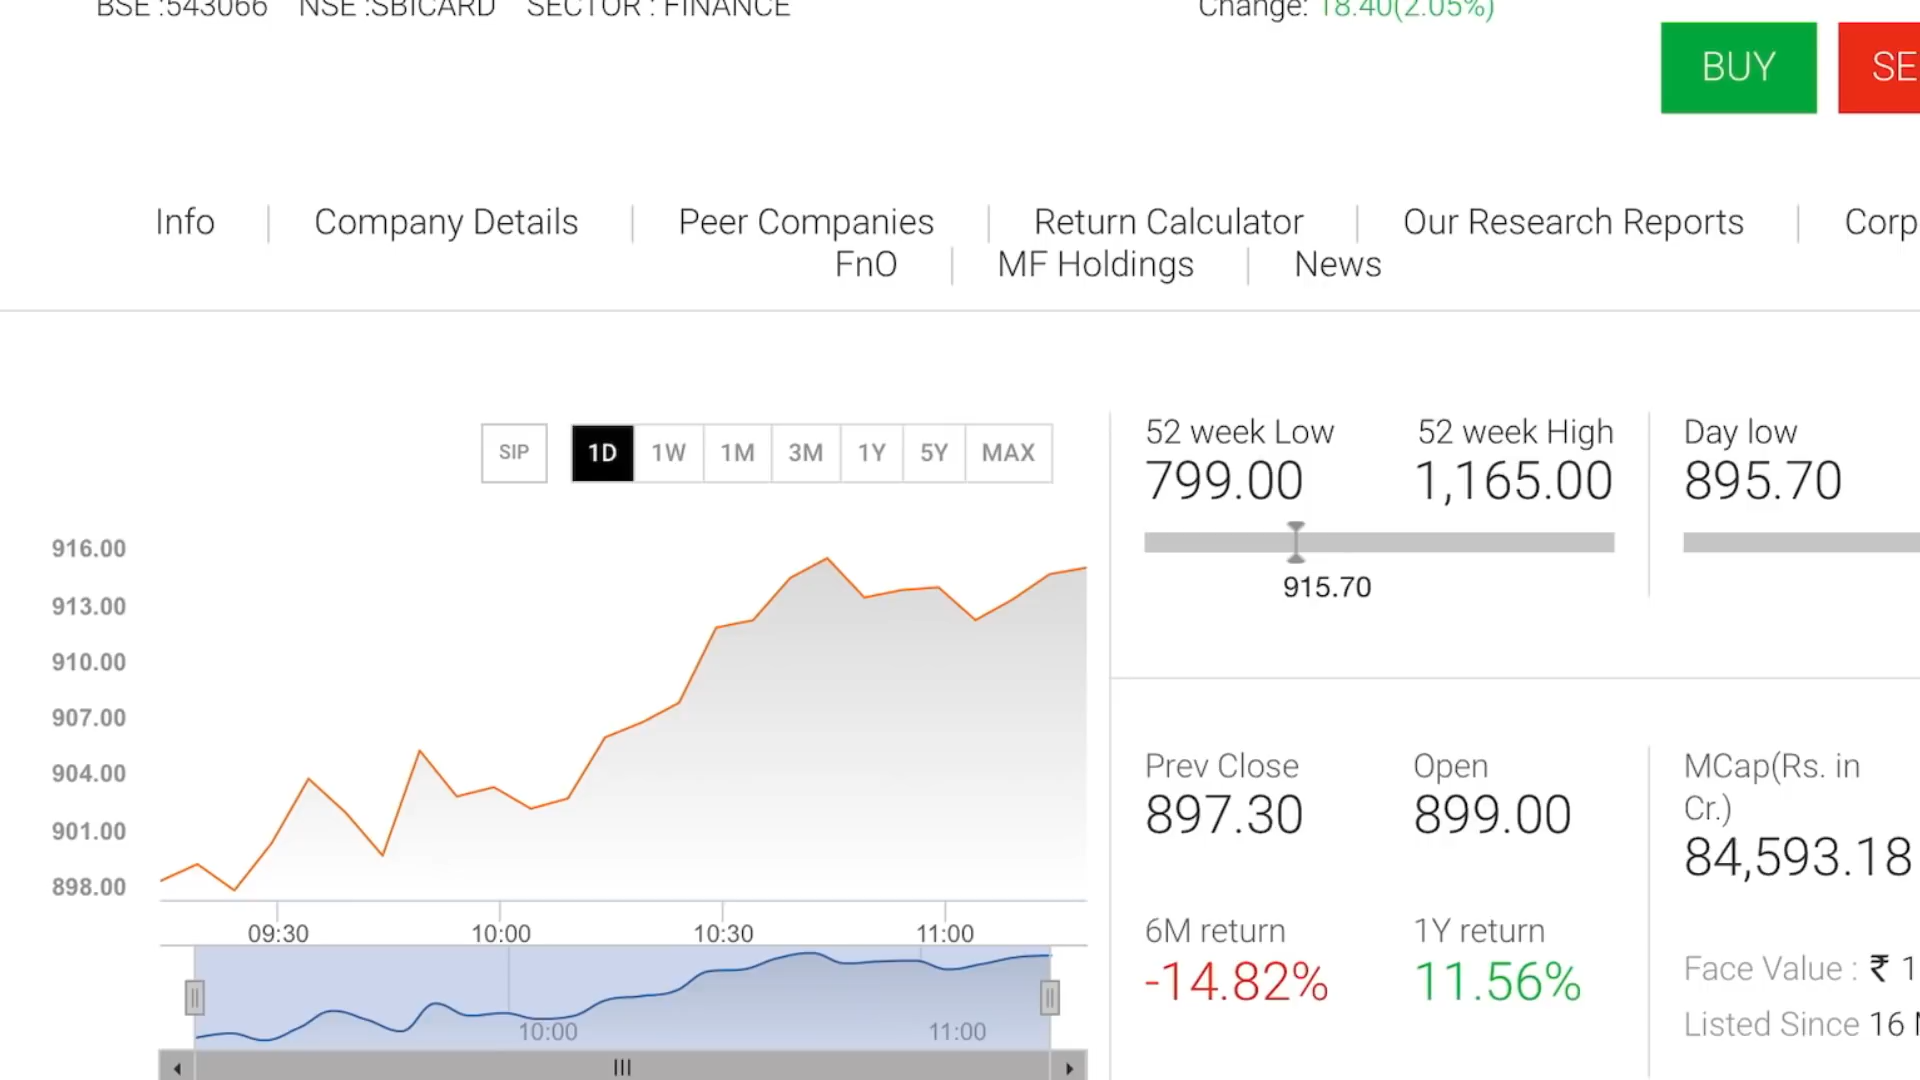 BSE :543066 NSE :SBICARD SECTOR : FINANCE
Change: 18.40(2.05%)
BUY
Info
Company Details
Peer Companies
Return Calculator
Our Research Reports
FnO
MF Holdings
News
SIP
1D 1W 1M 3M 1Y 5Y MAX
916.00
913.00
910.00
907.00
904.00
901.00
898.00
09:30 10:00 10:30 11:00
10:00 11:00
52 week Low
799.00
52 week High
1,165.00
915.70
Day low
895.70
Prev Close
897.30
Open
899.00
MCap(Rs. in
Cr.)
84,593.18
6M return
-14.82%
1Y return
11.56%
Face Value : ₹ 1
Listed Since 16